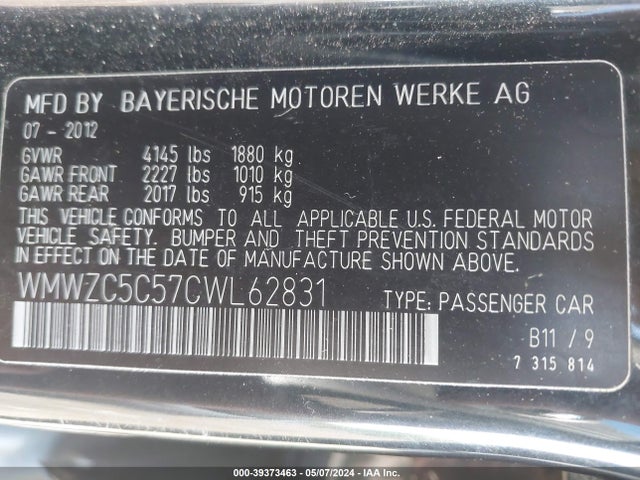 MFD BY BAYERISCHE MOTOREN WERKE AG
07 - 2012
GVWR 4145 lbs 1880 kg
GAWR FRONT 2227 lbs 1010 kg
GAWR REAR 2017 lbs 915 kg
THIS VEHICLE CONFORMS TO ALL APPLICABLE U.S. FEDERAL MOTOR
VEHICLE SAFETY. BUMPER AND THEFT PREVENTION STANDARDS
IN EFFECT ON THE DATE OF MANUFACTURE SHOWN ABOVE.
WMWZC5C57CWL62831 TYPE: PASSENGER CAR
B11 / 9
7 315 814
000-39373463 - 05/07/2024 - IAA Inc.